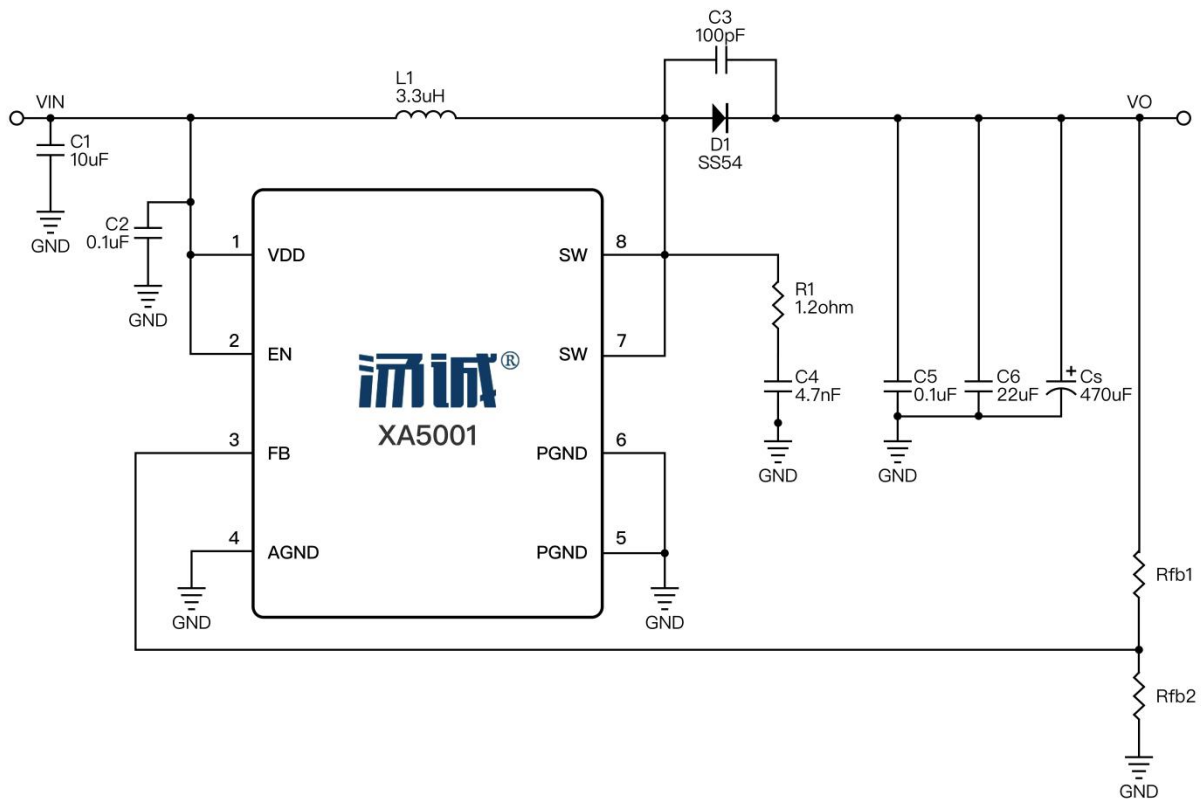 C3
100pF
L1
3.3uH
VIN
VO
D1
SS54
C1
10uF
GND
C2
0.1uF
GND
1
VDD
SW
8
R1
1.2ohm
2
EN
SW
7
涌诚®
XA5001
C4
4.7nF
C5
0.1uF
C6
22uF
+
Cs
470uF
GND
GND
3
FB
PGND
6
4
AGND
PGND
5
GND
GND
Rfb1
Rfb2
GND